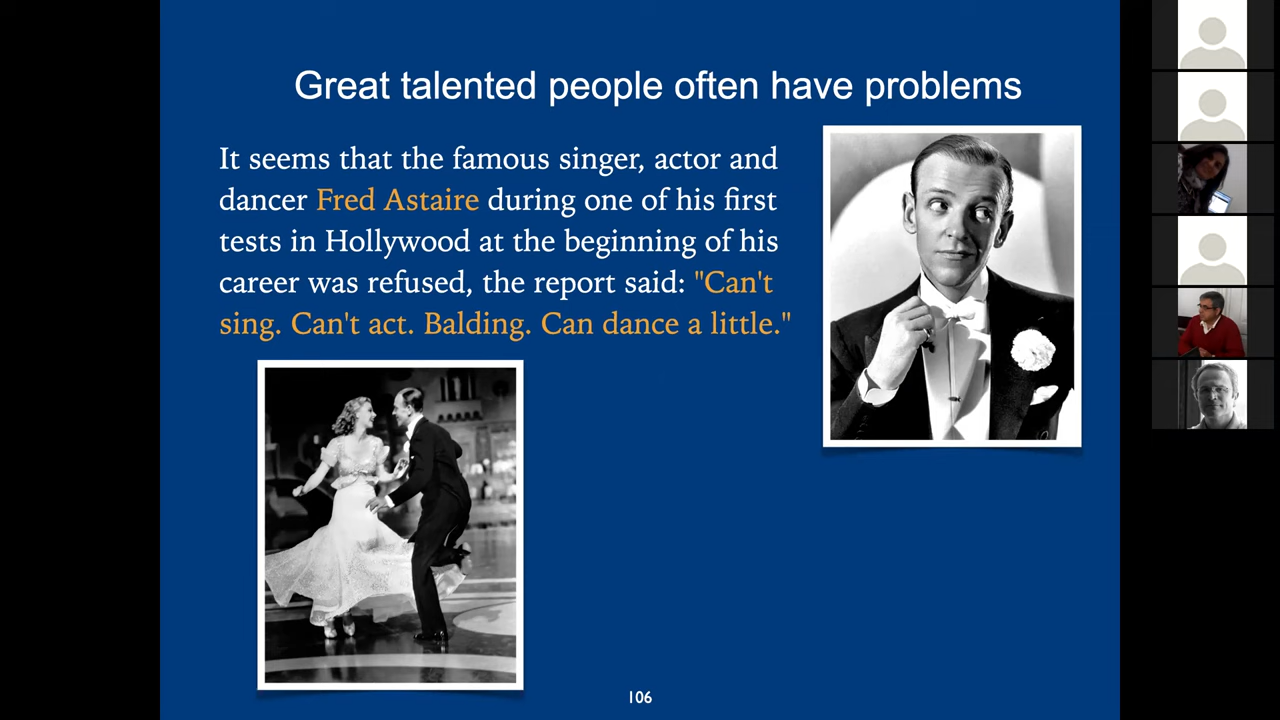 Great talented people often have problems
It seems that the famous singer, actor and
dancer Fred Astaire during one of his first
tests in Hollywood at the beginning of his
career was refused, the report said: "Can't
sing. Can't act. Balding. Can dance a little."
106